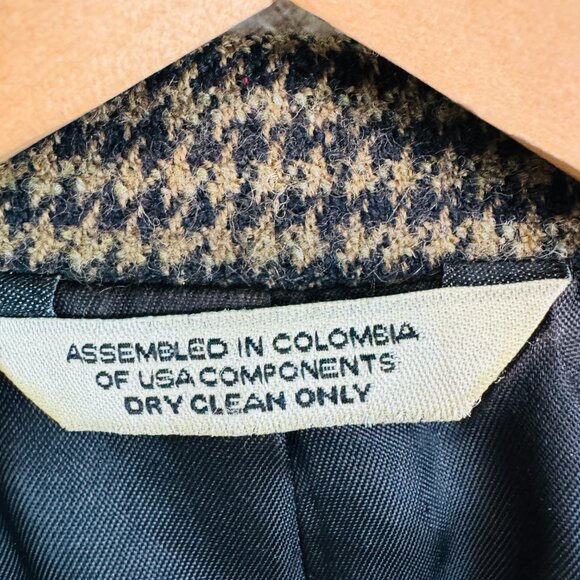 ASSEMBLED IN COLOMBIA
OF USA COMPONENTS
DRY CLEAN ONLY